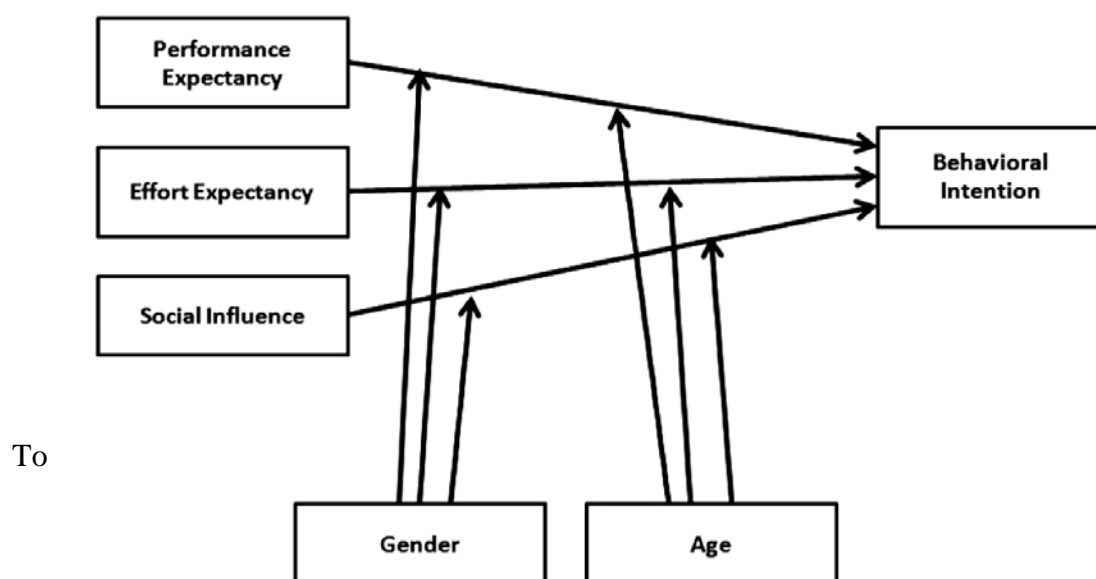 Performance
Expectancy
Effort Expectancy
Social Influence
Behavioral
Intention
To
Gender
Age